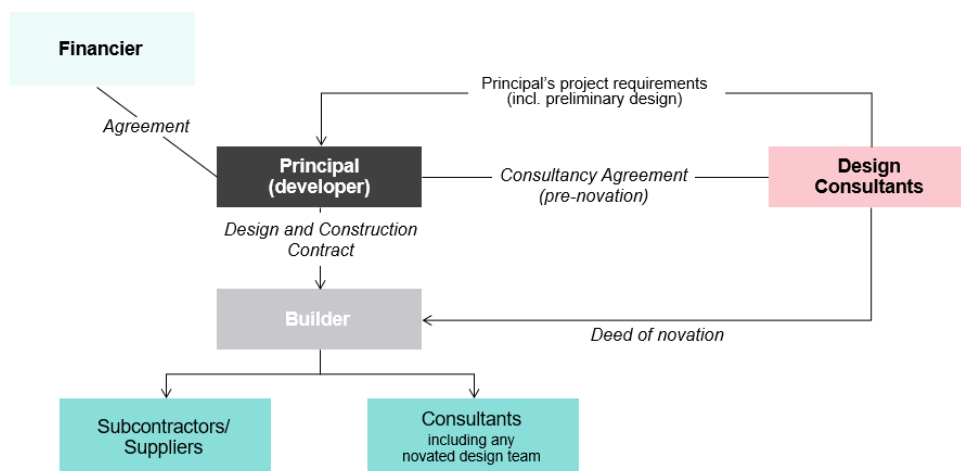 Financier
Agreement
Principal's project requirements
(incl. preliminary design)
Principal
(developer)
Consultancy Agreement
(pre-novation)
Design
Consultants
Design and Construction
Contract
Builder
Deed of novation
Subcontractors/
Suppliers
Consultants
including any
novated design team